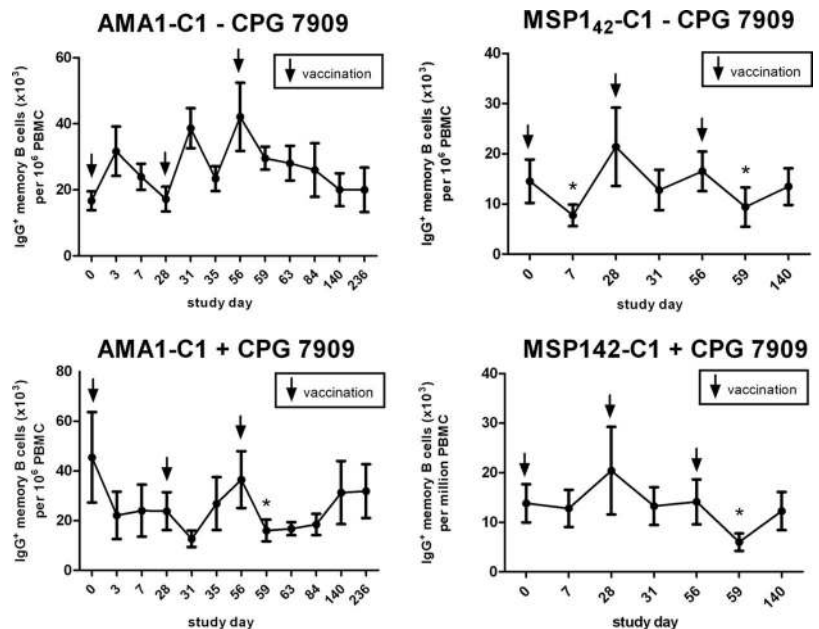 AMA1-C1 - CPG 7909
IgG⁺ memory B cells (x10³)
per 10⁶ PBMC
60
40
20
0
vaccination
0 3 7 28 31 35 56 59 63 84 140 236
study day
MSP1₄₂-C1 - CPG 7909
IgG⁺ memory B cells (x10³)
per 10⁶ PBMC
40
30
20
10
0
vaccination
* *
0 7 28 31 56 59 140
study day
AMA1-C1 + CPG 7909
IgG⁺ memory B cells (x10³)
per 10⁶ PBMC
80
60
40
20
0
vaccination
*
0 3 7 28 31 35 56 59 63 84 140 236
study day
MSP142-C1 + CPG 7909
IgG⁺ memory B cells (x10³)
per million PBMC
40
30
20
10
0
vaccination
*
0 7 28 31 56 59 140
study day